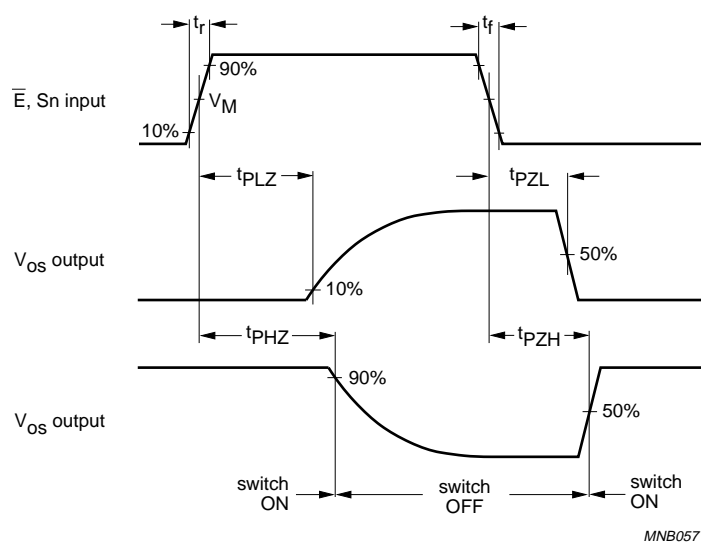 tr
tf
90%
E̅, Sn input
VM
10%
tPLZ
tPZL
Vos output
50%
10%
tPHZ
tPZH
90%
Vos output
50%
switch
ON
switch
OFF
switch
ON
MNB057